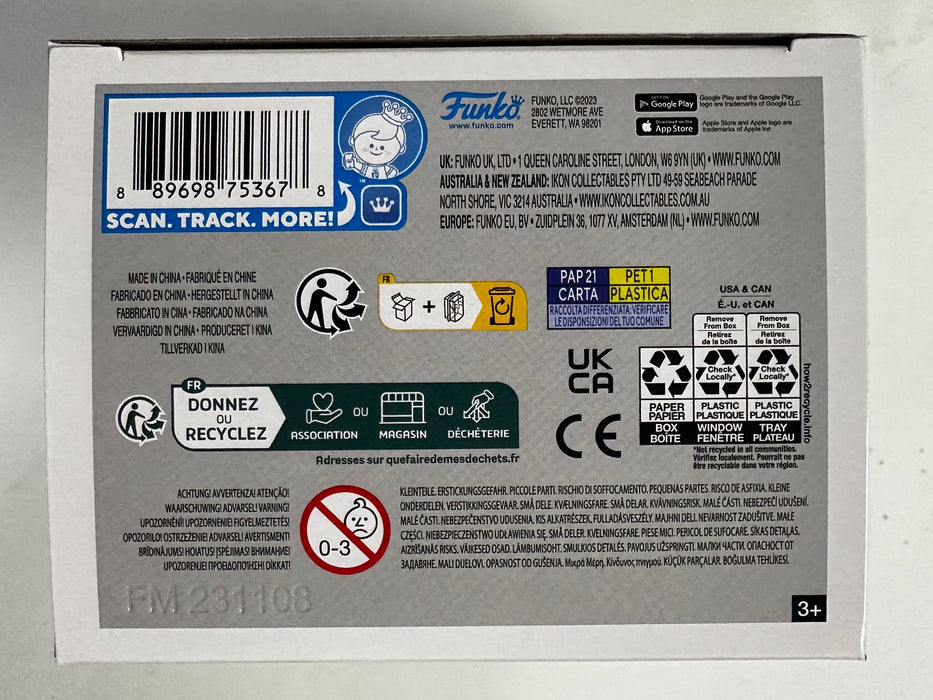 8 89698 75367 8
SCAN. TRACK. MORE!
™
Funko
www.funko.com
FUNKO, LLC ©2023
2802 WETMORE AVE
EVERETT, WA 98201
GET IT ON
Google Play
Google Play and the Google Play
logo are trademarks of Google LLC.
Download on the
App Store
Apple Store and Apple logo are
trademarks of Apple Inc
UK: FUNKO UK, LTD • 1 QUEEN CAROLINE STREET, LONDON, W6 9YN (UK) • WWW.FUNKO.COM
AUSTRALIA & NEW ZEALAND: IKON COLLECTABLES PTY LTD 49-59 SEABEACH PARADE
NORTH SHORE, VIC 3214 AUSTRALIA • WWW.IKONCOLLECTABLES.COM.AU
EUROPE: FUNKO EU, BV • ZUIDPLEIN 36, 1077 XV, AMSTERDAM (NL) • WWW.FUNKO.COM
MADE IN CHINA • FABRIQUÉ EN CHINE
FABRICADO EN CHINA • HERGESTELLT IN CHINA
FABBRICATO IN CINA • FABRICADO NA CHINA
VERVAARDIGD IN CHINA • PRODUCERET I KINA
TILLVERKAD I KINA
FR
+
PAP 21
PET 1
CARTA
PLASTICA
RACCOLTA DIFFERENZIATA. VERIFICARE
LE DISPOSIZIONI DEL TUO COMUNE
UK
CA
CE
USA & CAN
É.-U. et CAN
Remove
From Box
Retirez
de la boîte
Remove
From Box
Retirez
de la boîte
Check
Locally*
Check
Locally*
PAPER
PAPIER
PLASTIC
PLASTIQUE
PLASTIC
PLASTIQUE
BOX
BOÎTE
WINDOW
FENÊTRE
TRAY
PLATEAU
how2recycle.info
*Not recycled in all communities.
Vérifiez localement. Pourrait ne pas
être recyclable dans votre région.
FR
DONNEZ
OU
RECYCLEZ
ASSOCIATION
OU
MAGASIN
OU
DÉCHÈTERIE
Adresses sur quefairedemesdechets.fr
ACHTUNG! AVVERTENZA! ATENÇÃO!
WAARSCHUWING! ADVARSEL! VARNING!
UPOZORNĚNÍ! UPOZORNENIE! FIGYELMEZTETÉS!
OPOZORILO! OSTRZEŻENIE! ADVARSEL! AVERTISMENT!
BRĪDINĀJUMS! HOIATUS! ĮSPĖJIMAS! ВНИМАНИЕ!
UPOZORENJE! ΠΡΟΕΙΔΟΠΟΙΗΣΗ! DİKKAT!
0-3
KLEINTEILE. ERSTICKUNGSGEFAHR. PICCOLE PARTI. RISCHIO DI SOFFOCAMENTO. PEQUENAS PARTES. RISCO DE ASFIXIA. KLEINE
ONDERDELEN. VERSTIKKINGSGEVAAR. SMÅ DELE. KVÆLNINGSFARE. SMÅ DELAR. KVÄVNINGSRISK. MALÉ ČÁSTI. NEBEZPEČÍ UDUŠENÍ.
MALÉ ČASTI. NEBEZPEČENSTVO UDUSENIA. KIS ALKATRÉSZEK, FULLADÁSVESZÉLY. MAJHNI DELI. NEVARNOST ZADUŠITVE. MAŁE
CZĘŚCI. NIEBEZPIECZEŃSTWO UDŁAWIENIA SIĘ. SMÅ DELER. KVELNINGSFARE. PIESE MICI. PERICOL DE SUFOCARE. SĪKAS DETAĻAS.
AIZRĪŠANĀS RISKS. VÄIKESED OSAD. LÄMBUMISOHT. SMULKIOS DETALĖS. PAVOJUS UŽSPRINGTI. МАЛКИ ЧАСТИ. ОПАСНОСТ ОТ
ЗАДАВЯНЕ. MALI DIJELOVI. OPASNOST OD GUŠENJA. Μικρά Μέρη. Κίνδυνος πνιγμού. KÜÇÜK PARÇALAR. BOĞULMA TEHLİKESİ.
FM 231108
3+